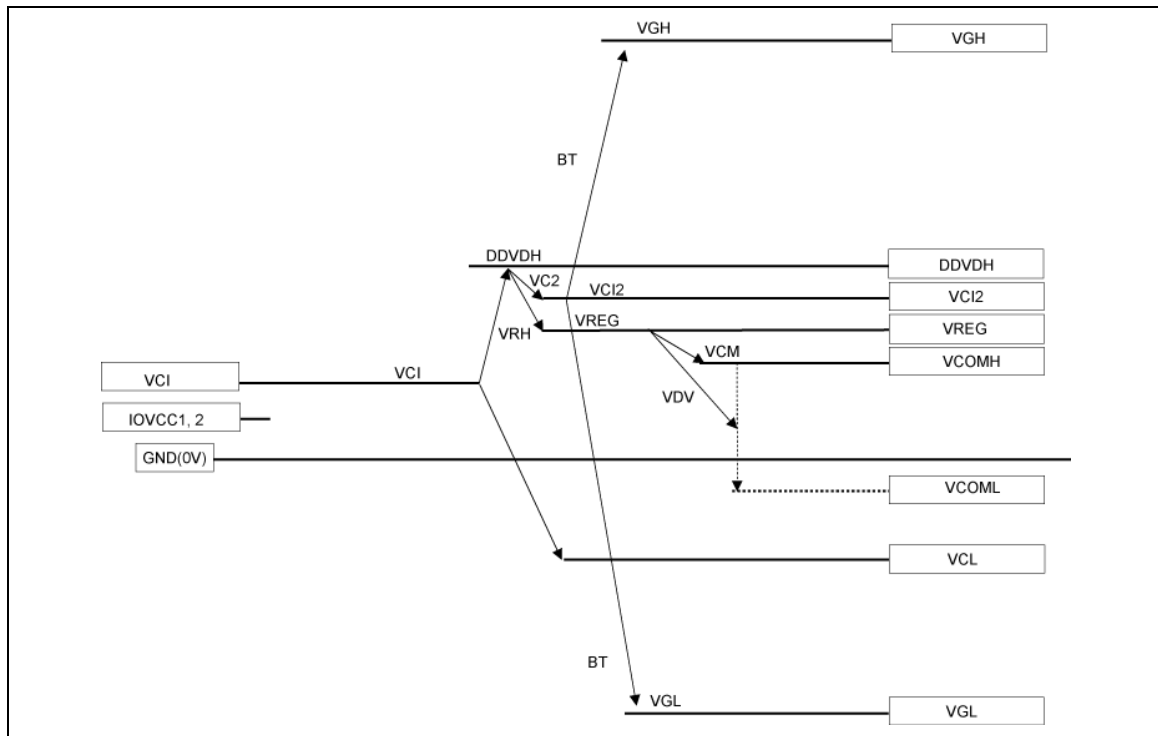 VGH
VGH
BT
DDVDH
DDVDH
VC2
VCI2
VCI2
VRH
VREG
VREG
VCM
VCOMH
VCI
VCI
VDV
IOVCC1, 2
GND(0V)
VCOML
VCL
BT
VGL
VGL